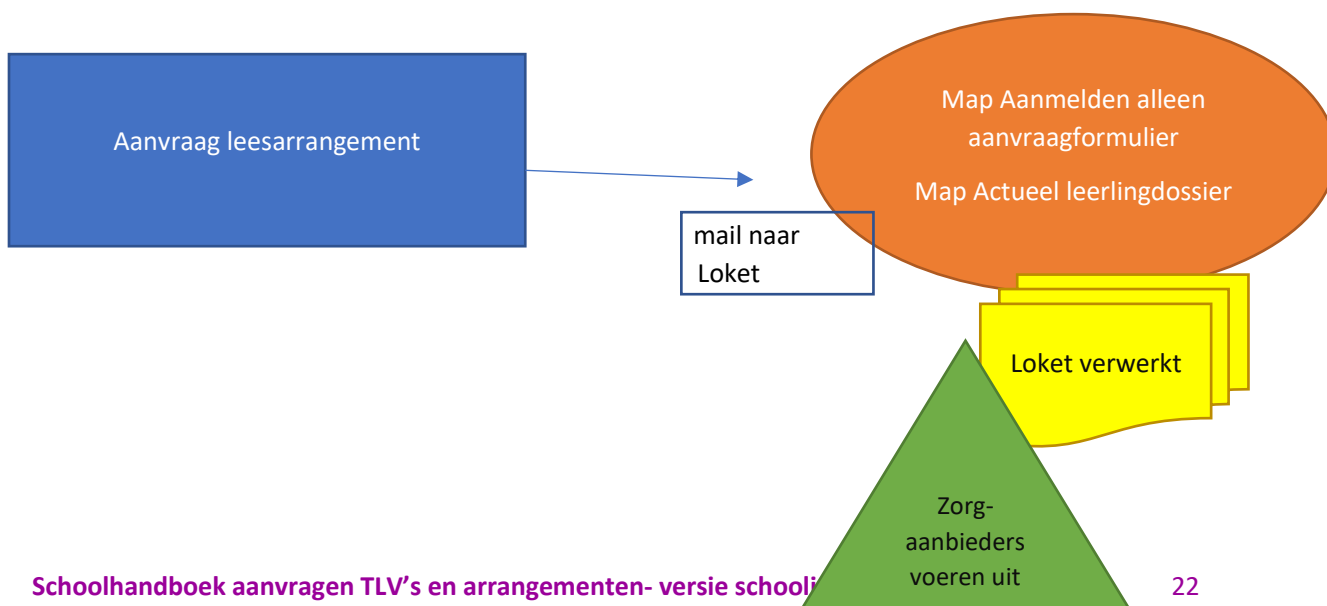 Aanvraag leesarrangement
Map Aanmelden alleen
aanvraagformulier
Map Actueel leerlingdossier
mail naar
Loket
Loket verwerkt
Zorg-
aanbieders
voeren uit
Schoolhandboek aanvragen TLV's en arrangementen- versie 22